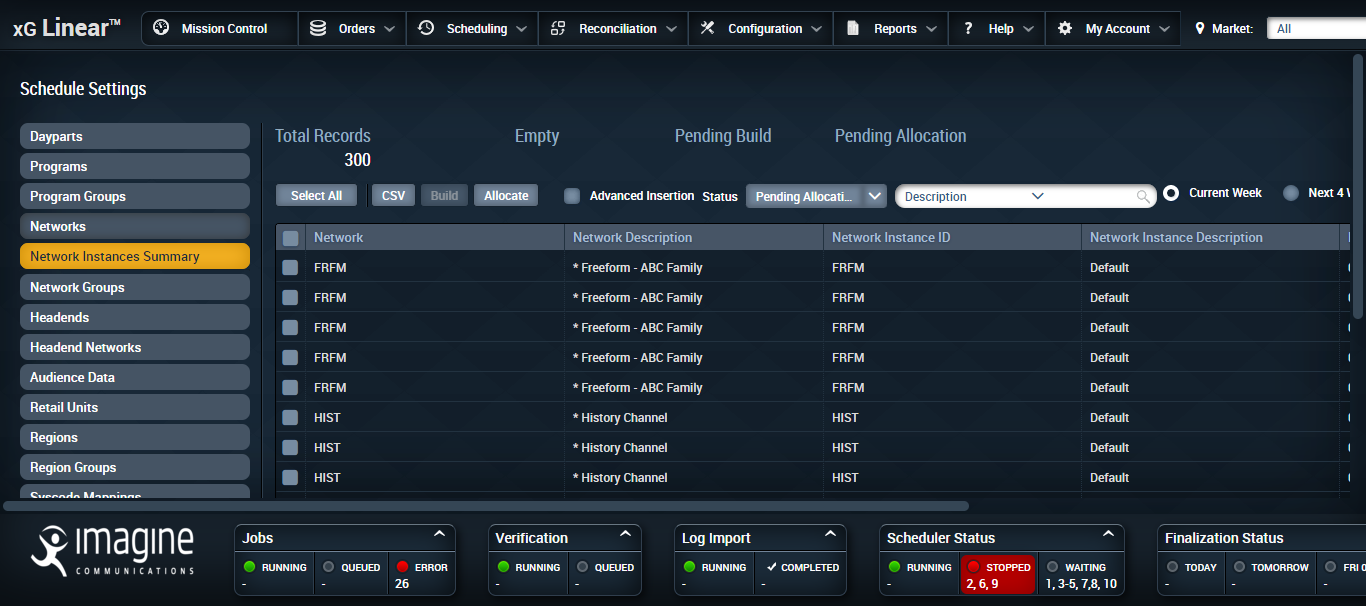 xG Linear™ Mission Control Orders Scheduling Reconciliation Configuration Reports ? Help My Account Market: All
Schedule Settings
Dayparts
Programs
Program Groups
Networks
Network Instances Summary
Network Groups
Headends
Headend Networks
Audience Data
Retail Units
Regions
Region Groups
Syscode Mappings
Total Records Empty Pending Build Pending Allocation
300
Select All CSV Build Allocate Advanced Insertion Status Pending Allocati... Description Current Week Next 4
Network Network Description Network Instance ID Network Instance Description
FRFM * Freeform - ABC Family FRFM Default
FRFM * Freeform - ABC Family FRFM Default
FRFM * Freeform - ABC Family FRFM Default
FRFM * Freeform - ABC Family FRFM Default
FRFM * Freeform - ABC Family FRFM Default
HIST * History Channel HIST Default
HIST * History Channel HIST Default
HIST * History Channel HIST Default
imagine
COMMUNICATIONS
Jobs
RUNNING QUEUED ERROR
- - 26
Verification
RUNNING QUEUED
- -
Log Import
RUNNING COMPLETED
- -
Scheduler Status
RUNNING STOPPED WAITING
- 2, 6, 9 1, 3-5, 7,8, 10
Finalization Status
TODAY TOMORROW FRI
- - -